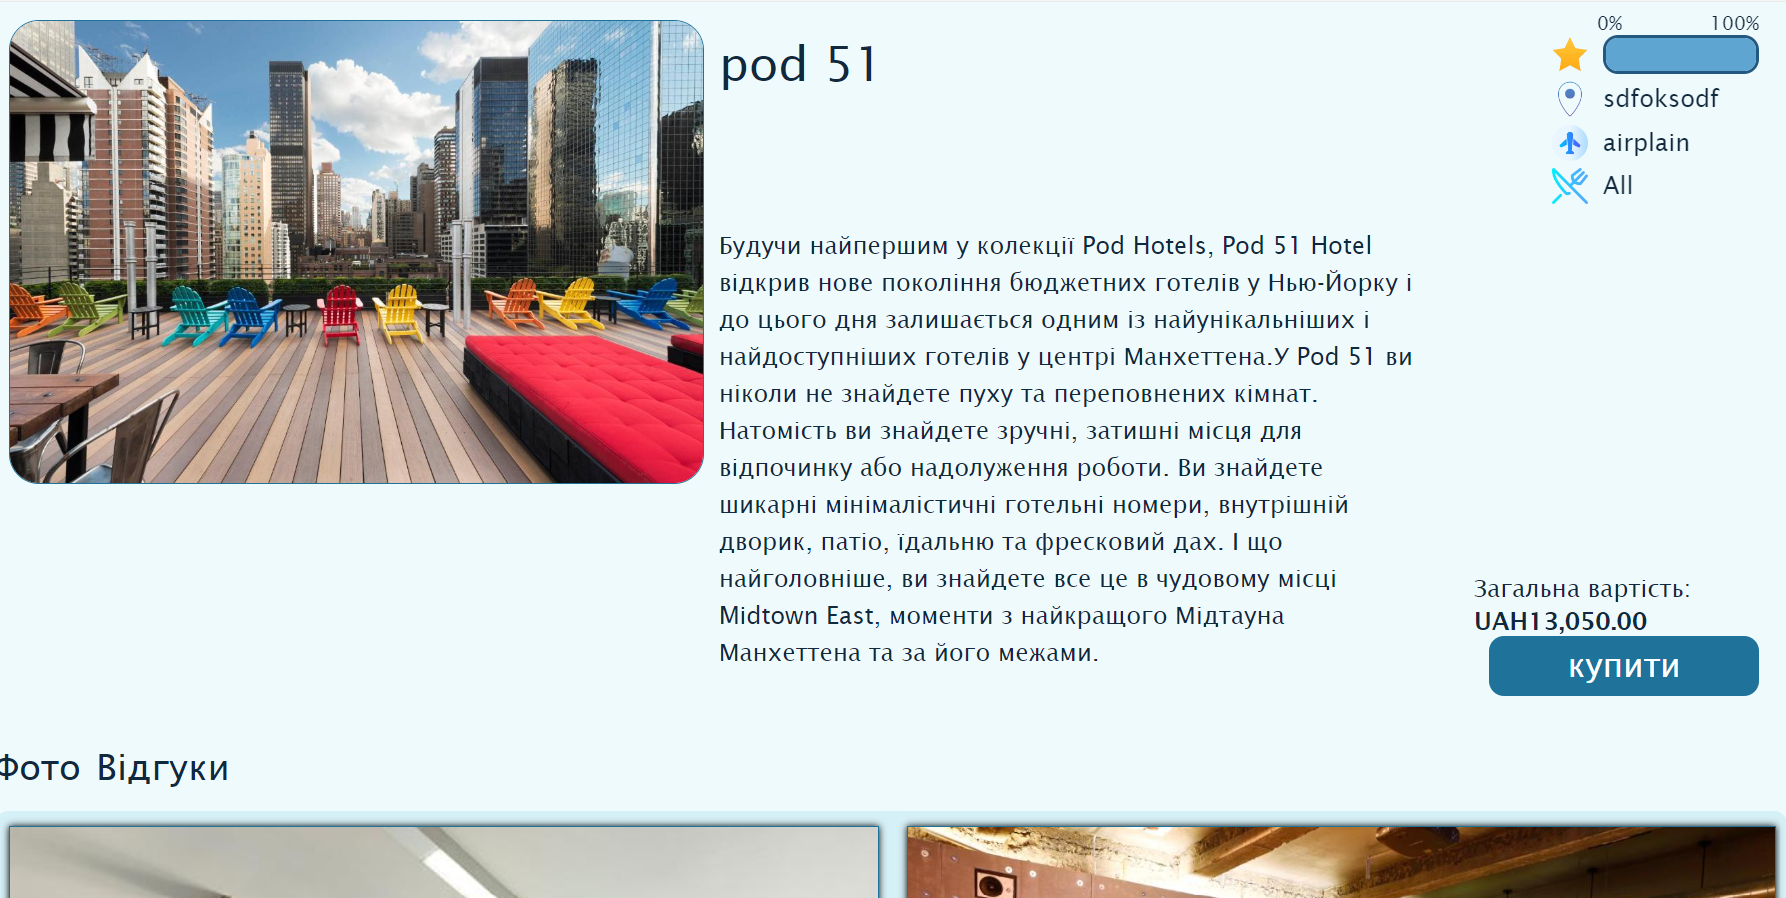 pod 51
0% 100%
sdfoksodf
airplain
All
Будучи найпершим у колекції Pod Hotels, Pod 51 Hotel
відкрив нове покоління бюджетних готелів у Нью-Йорку і
до цього дня залишається одним із найунікальніших і
найдоступніших готелів у центрі Манхеттена.У Pod 51 ви
ніколи не знайдете пуху та переповнених кімнат.
Натомість ви знайдете зручні, затишні місця для
відпочинку або надолуження роботи. Ви знайдете
шикарні мінімалістичні готельні номери, внутрішній
дворик, патіо, їдальню та фресковий дах. І що
найголовніше, ви знайдете все це в чудовому місці
Midtown East, моменти з найкращого Мідтауна
Манхеттена та за його межами.
Загальна вартість:
UAH13,050.00
купити
Фото Відгуки